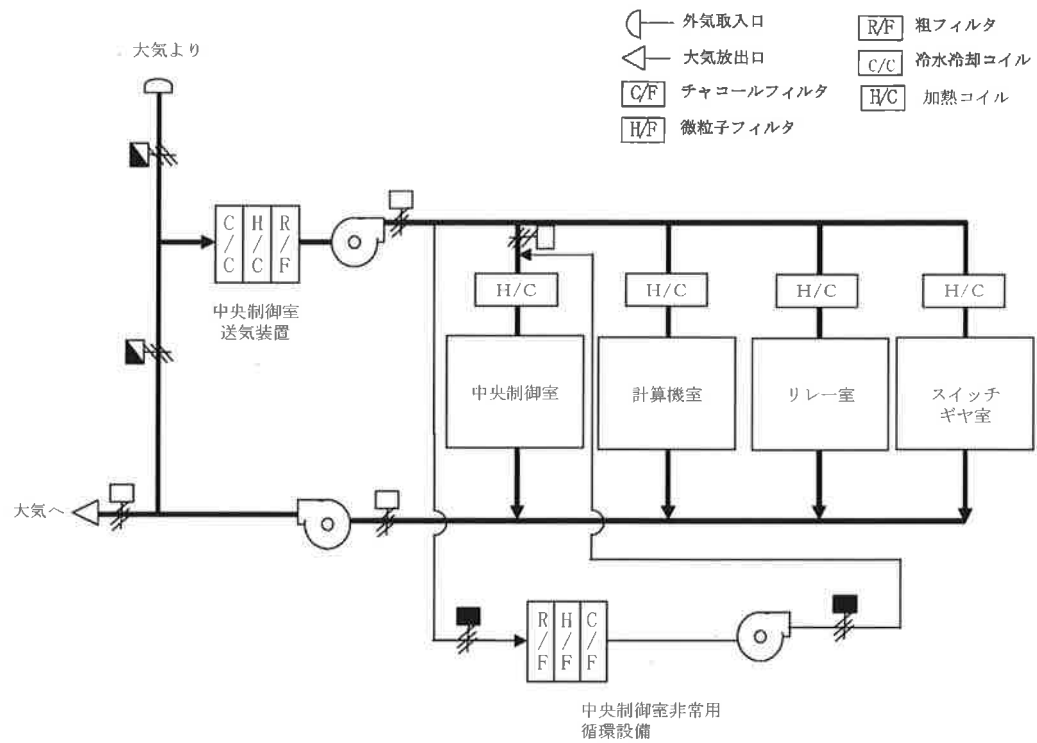 外気取入口
大気放出口
C/F チャコールフィルタ
H/F 微粒子フィルタ
R/F 粗フィルタ
C/C 冷水冷却コイル
H/C 加熱コイル
大気より
C/C
H/C
R/F
中央制御室
送気装置
H/C
H/C
H/C
H/C
中央制御室
計算機室
リレー室
スイッチ
ギヤ室
大気へ
R/F
H/F
C/F
中央制御室非常用
循環設備